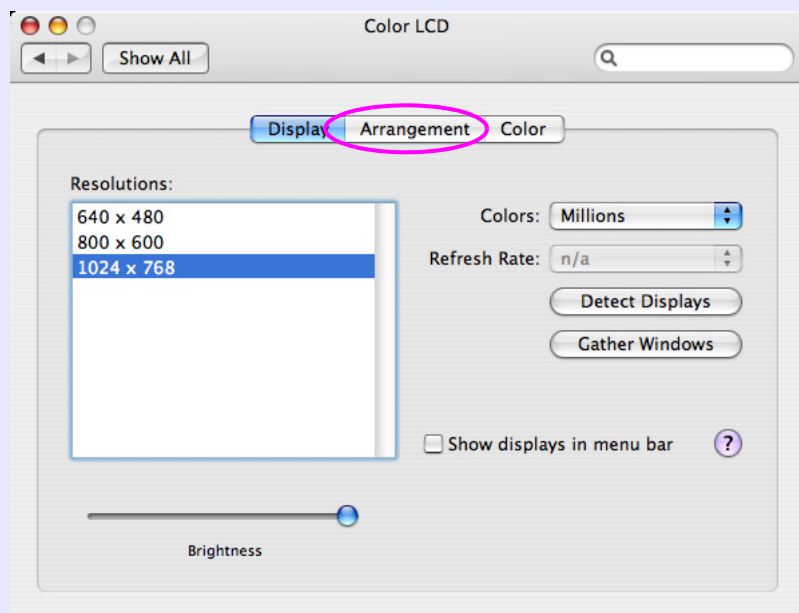 Color LCD
Show All
Display Arrangement Color
Resolutions:
640 x 480
800 x 600
1024 x 768
Colors: Millions
Refresh Rate: n/a
Detect Displays
Gather Windows
Show displays in menu bar ?
Brightness